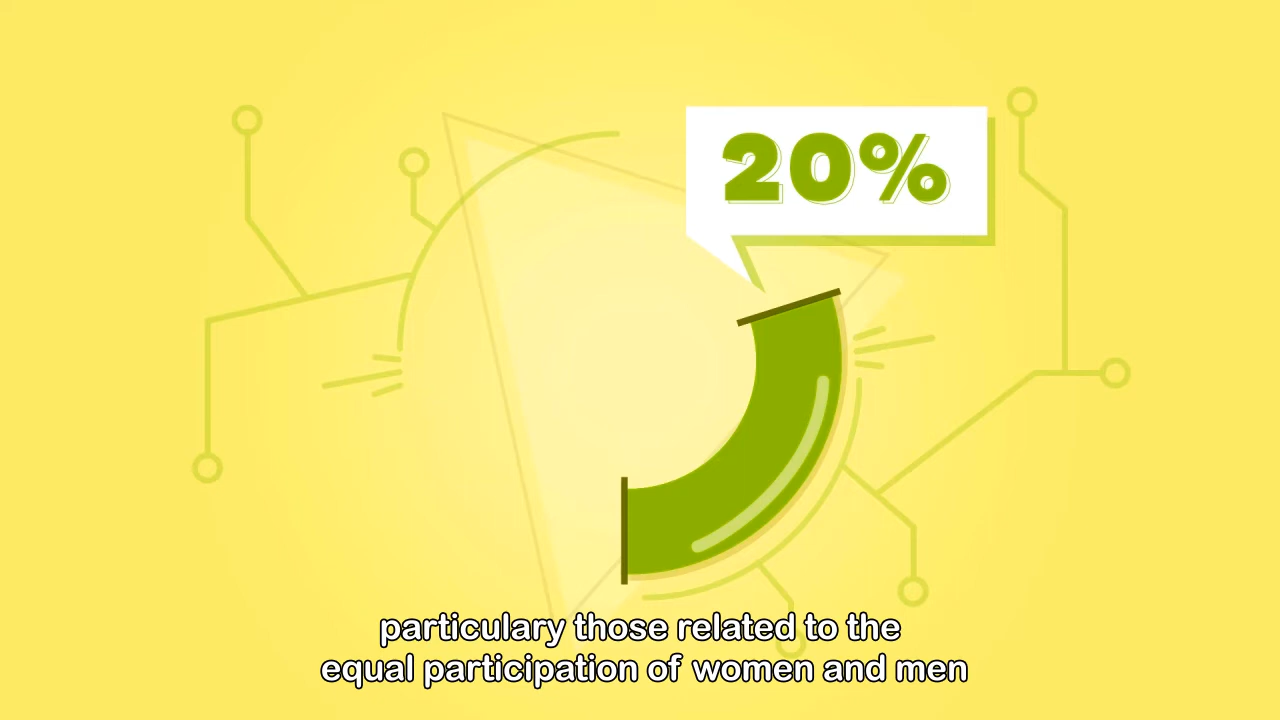 20%
particulary those related to the
equal participation of women and men